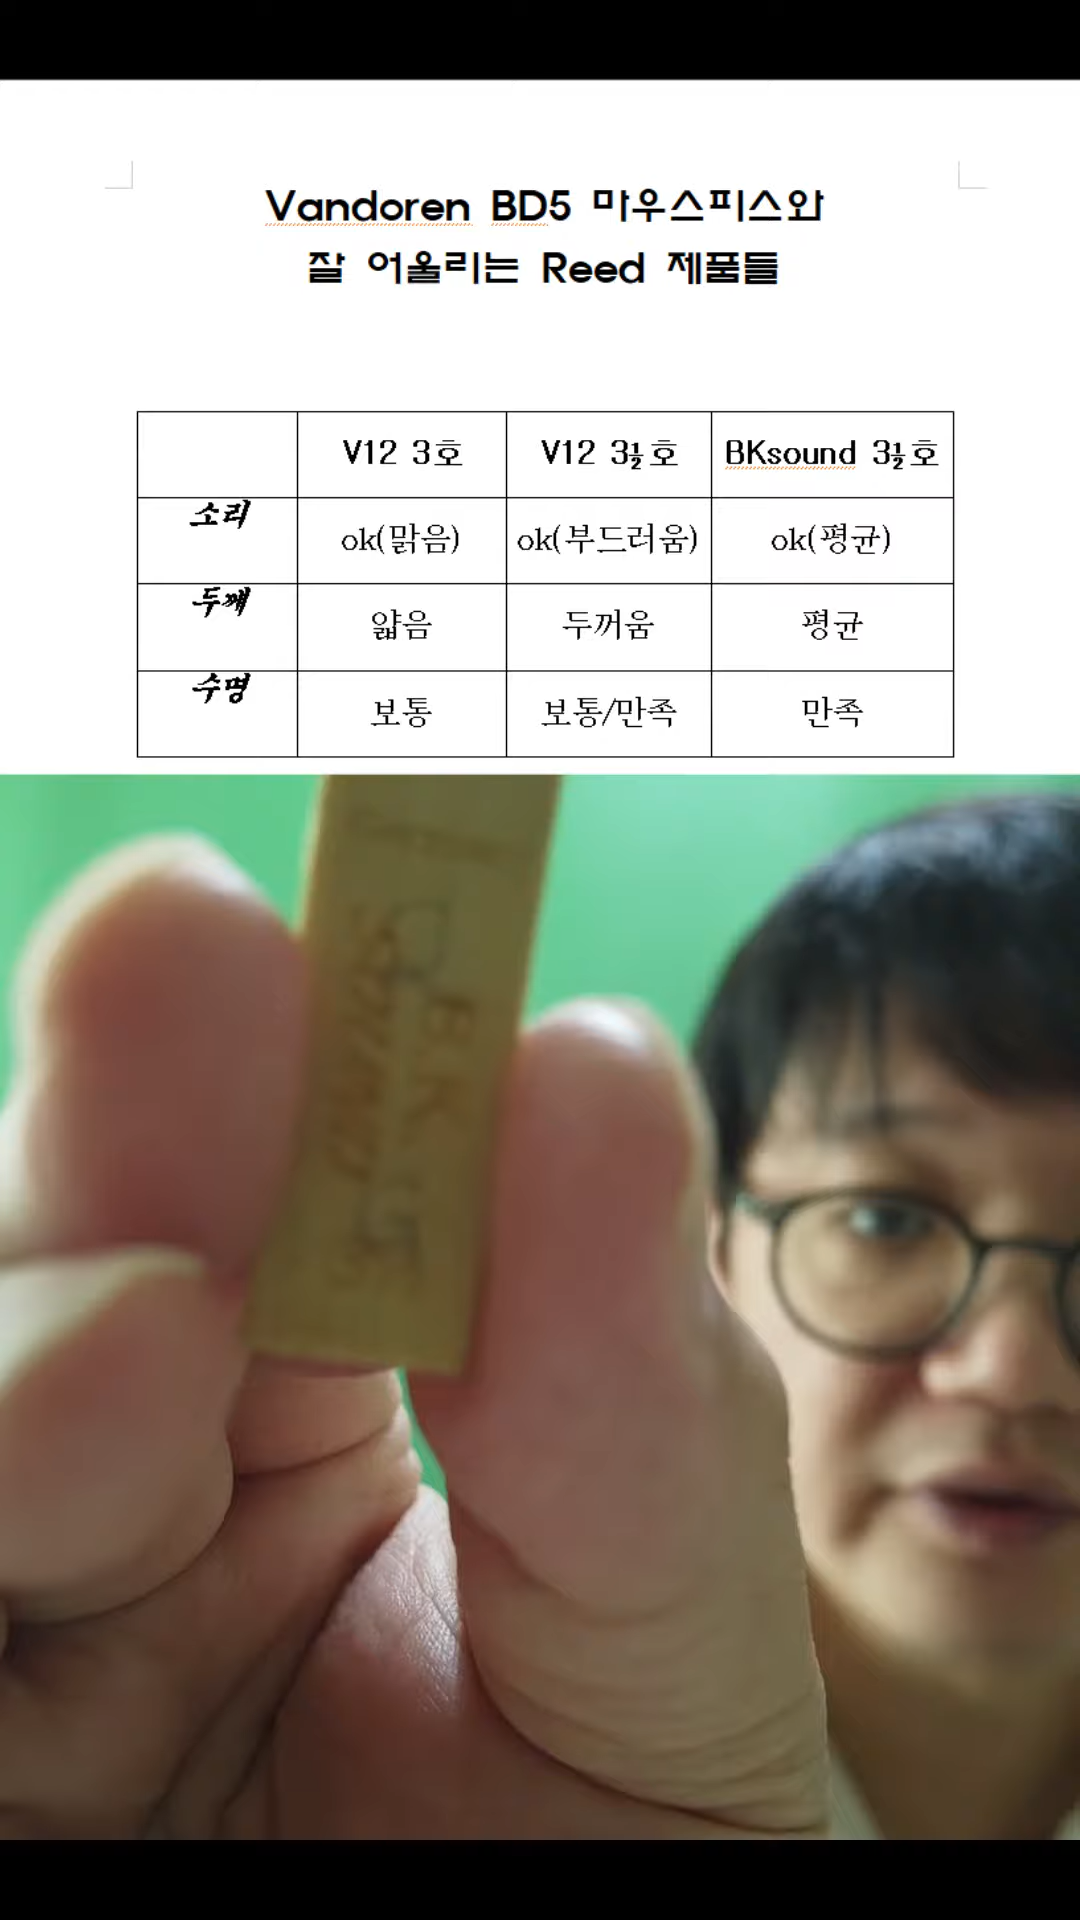 Vandoren BD5 마우스피스와
잘 어울리는 Reed 제품들
V12 3호 V12 3½호 BKsound 3½호
소리 ok(맑음) ok(부드러움) ok(평균)
두께 얇음 두꺼움 평균
수명 보통 보통/만족 만족
BK
sound